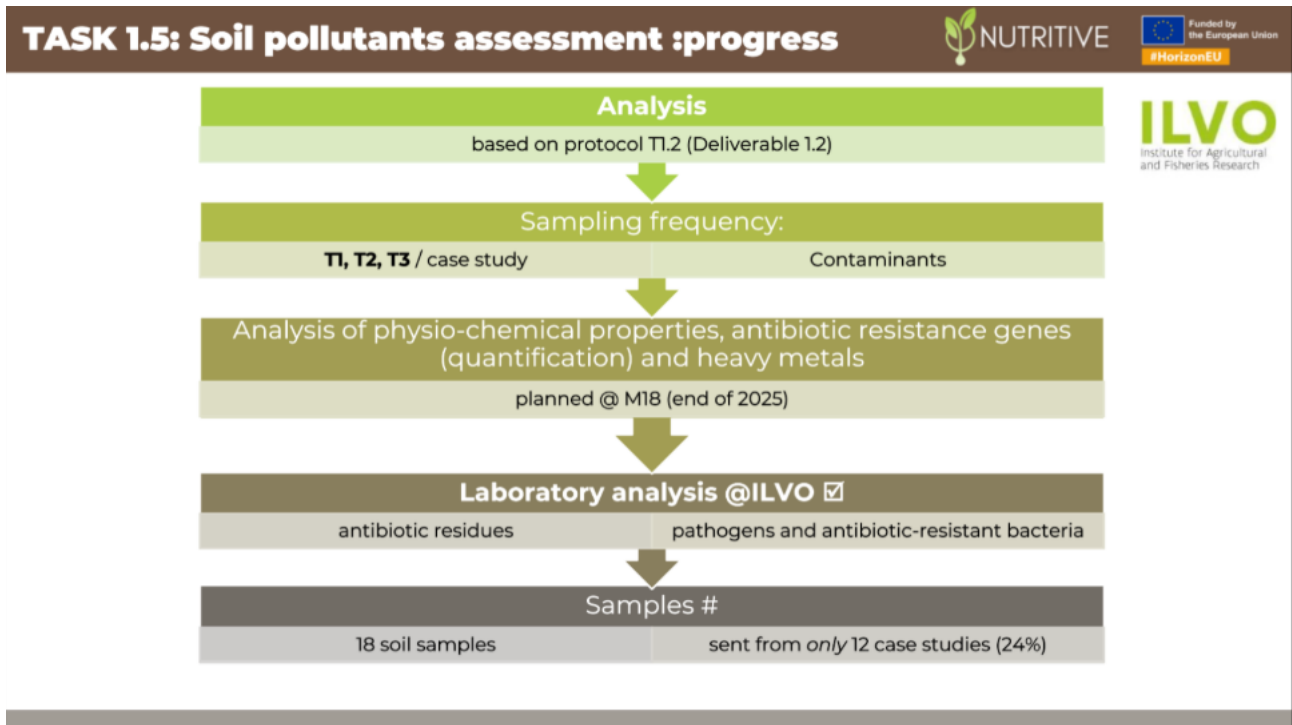 TASK 1.5: Soil pollutants assessment :progress
NUTRITIVE
Funded by
the European Union
#HorizonEU
ILVO
Institute for Agricultural
and Fisheries Research
Analysis
based on protocol T1.2 (Deliverable 1.2)
Sampling frequency:
T1, T2, T3 / case study
Contaminants
Analysis of physio-chemical properties, antibiotic resistance genes
(quantification) and heavy metals
planned @ M18 (end of 2025)
Laboratory analysis @ILVO ☑
antibiotic residues
pathogens and antibiotic-resistant bacteria
Samples #
18 soil samples
sent from only 12 case studies (24%)